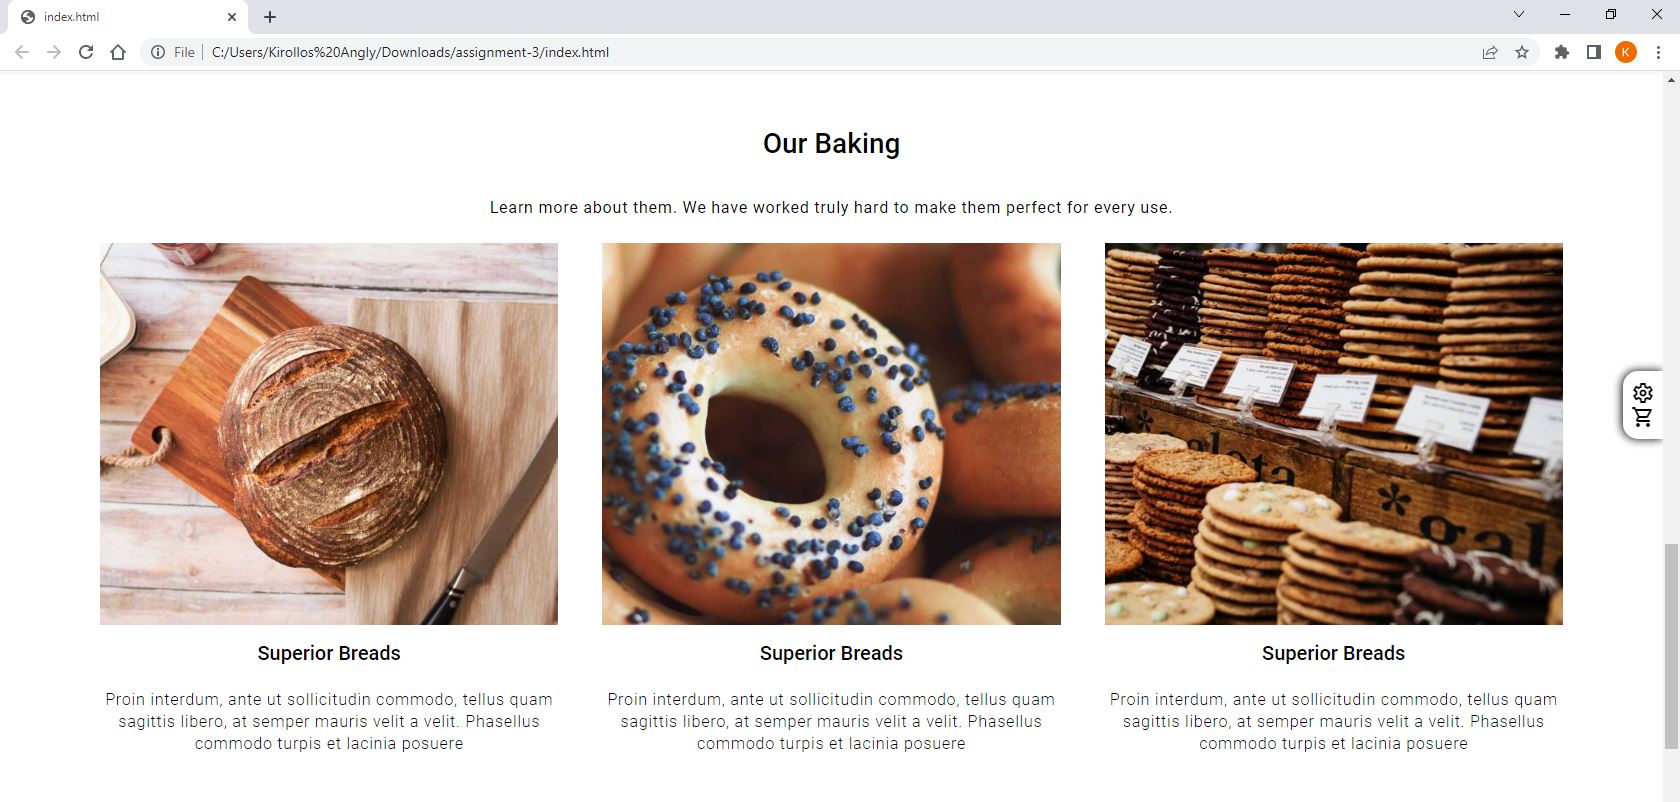 index.html
File
C:/Users/Kirollos%20Angly/Downloads/assignment-3/index.html
K
Our Baking
Learn more about them. We have worked truly hard to make them perfect for every use.
Superior Breads
Superior Breads
Superior Breads
Proin interdum, ante ut sollicitudin commodo, tellus quam
sagittis libero, at semper mauris velit a velit. Phasellus
commodo turpis et lacinia posuere
Proin interdum, ante ut sollicitudin commodo, tellus quam
sagittis libero, at semper mauris velit a velit. Phasellus
commodo turpis et lacinia posuere
Proin interdum, ante ut sollicitudin commodo, tellus quam
sagittis libero, at semper mauris velit a velit. Phasellus
commodo turpis et lacinia posuere